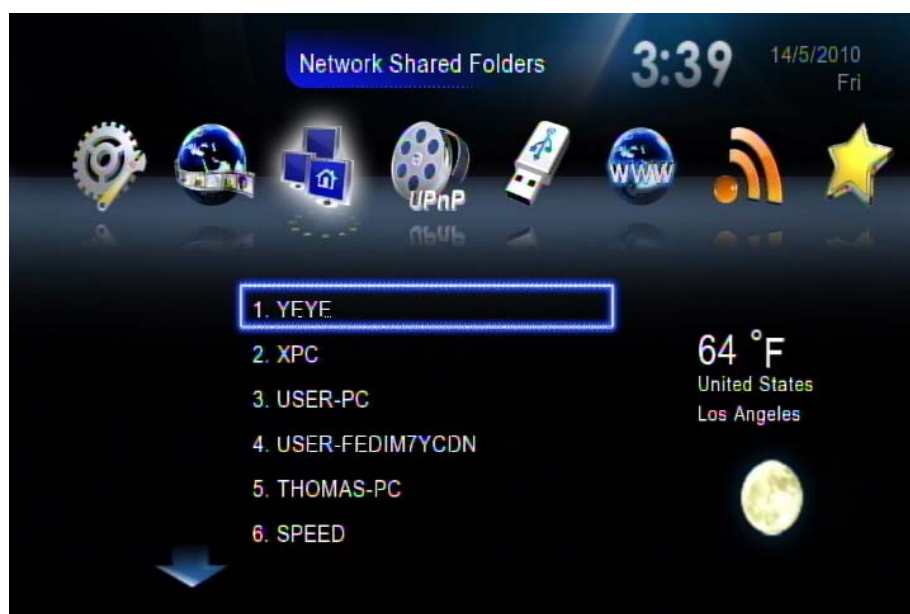 Network Shared Folders
3:39
14/5/2010
Fri
WWW
UPnP
1. YEYE
2. XPC
3. USER-PC
4. USER-FEDIM7YCDN
5. THOMAS-PC
6. SPEED
64 °F
United States
Los Angeles